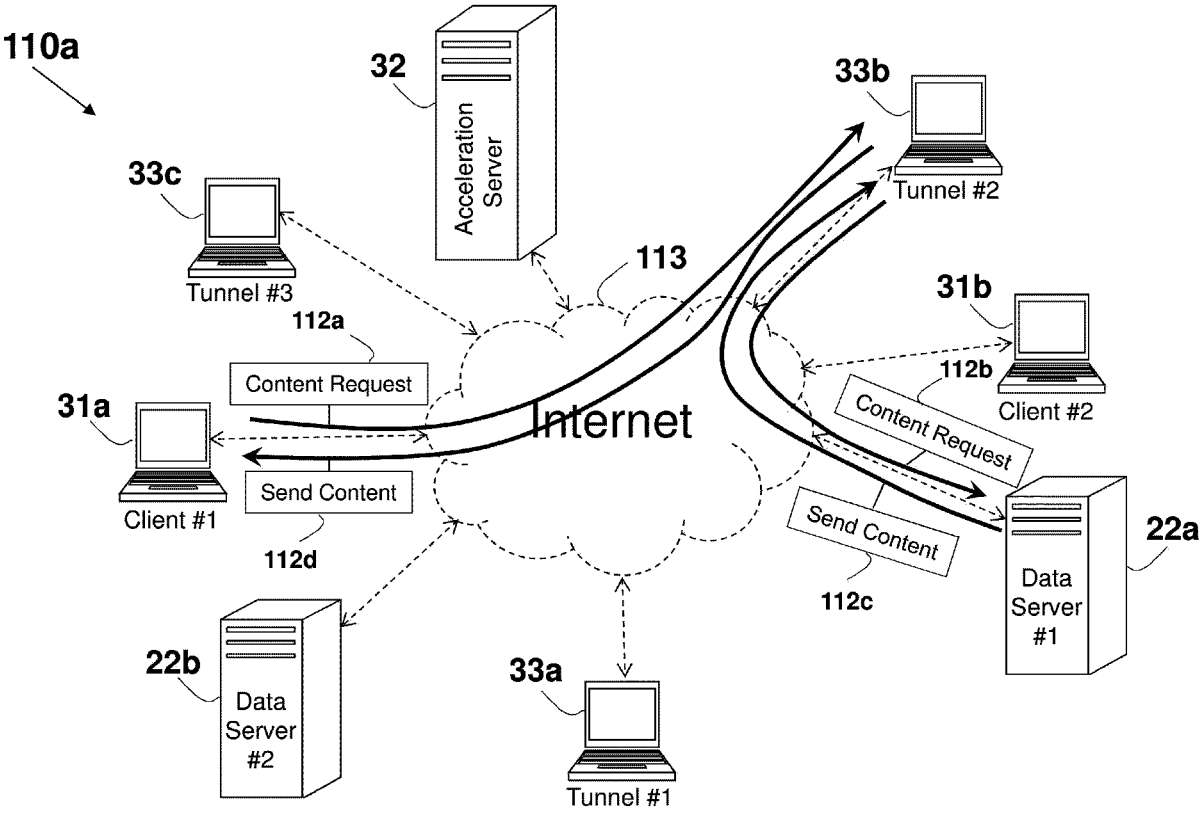 110a
32
33b
Acceleration
Server
33c
Tunnel #2
Tunnel #3
113
31b
112a
Content Request
112b
Client #2
31a
Internet
Content Request
Send Content
Client #1
112d
Send Content
112c
22a
Data
Server
#1
22b
Data
Server
#2
33a
Tunnel #1